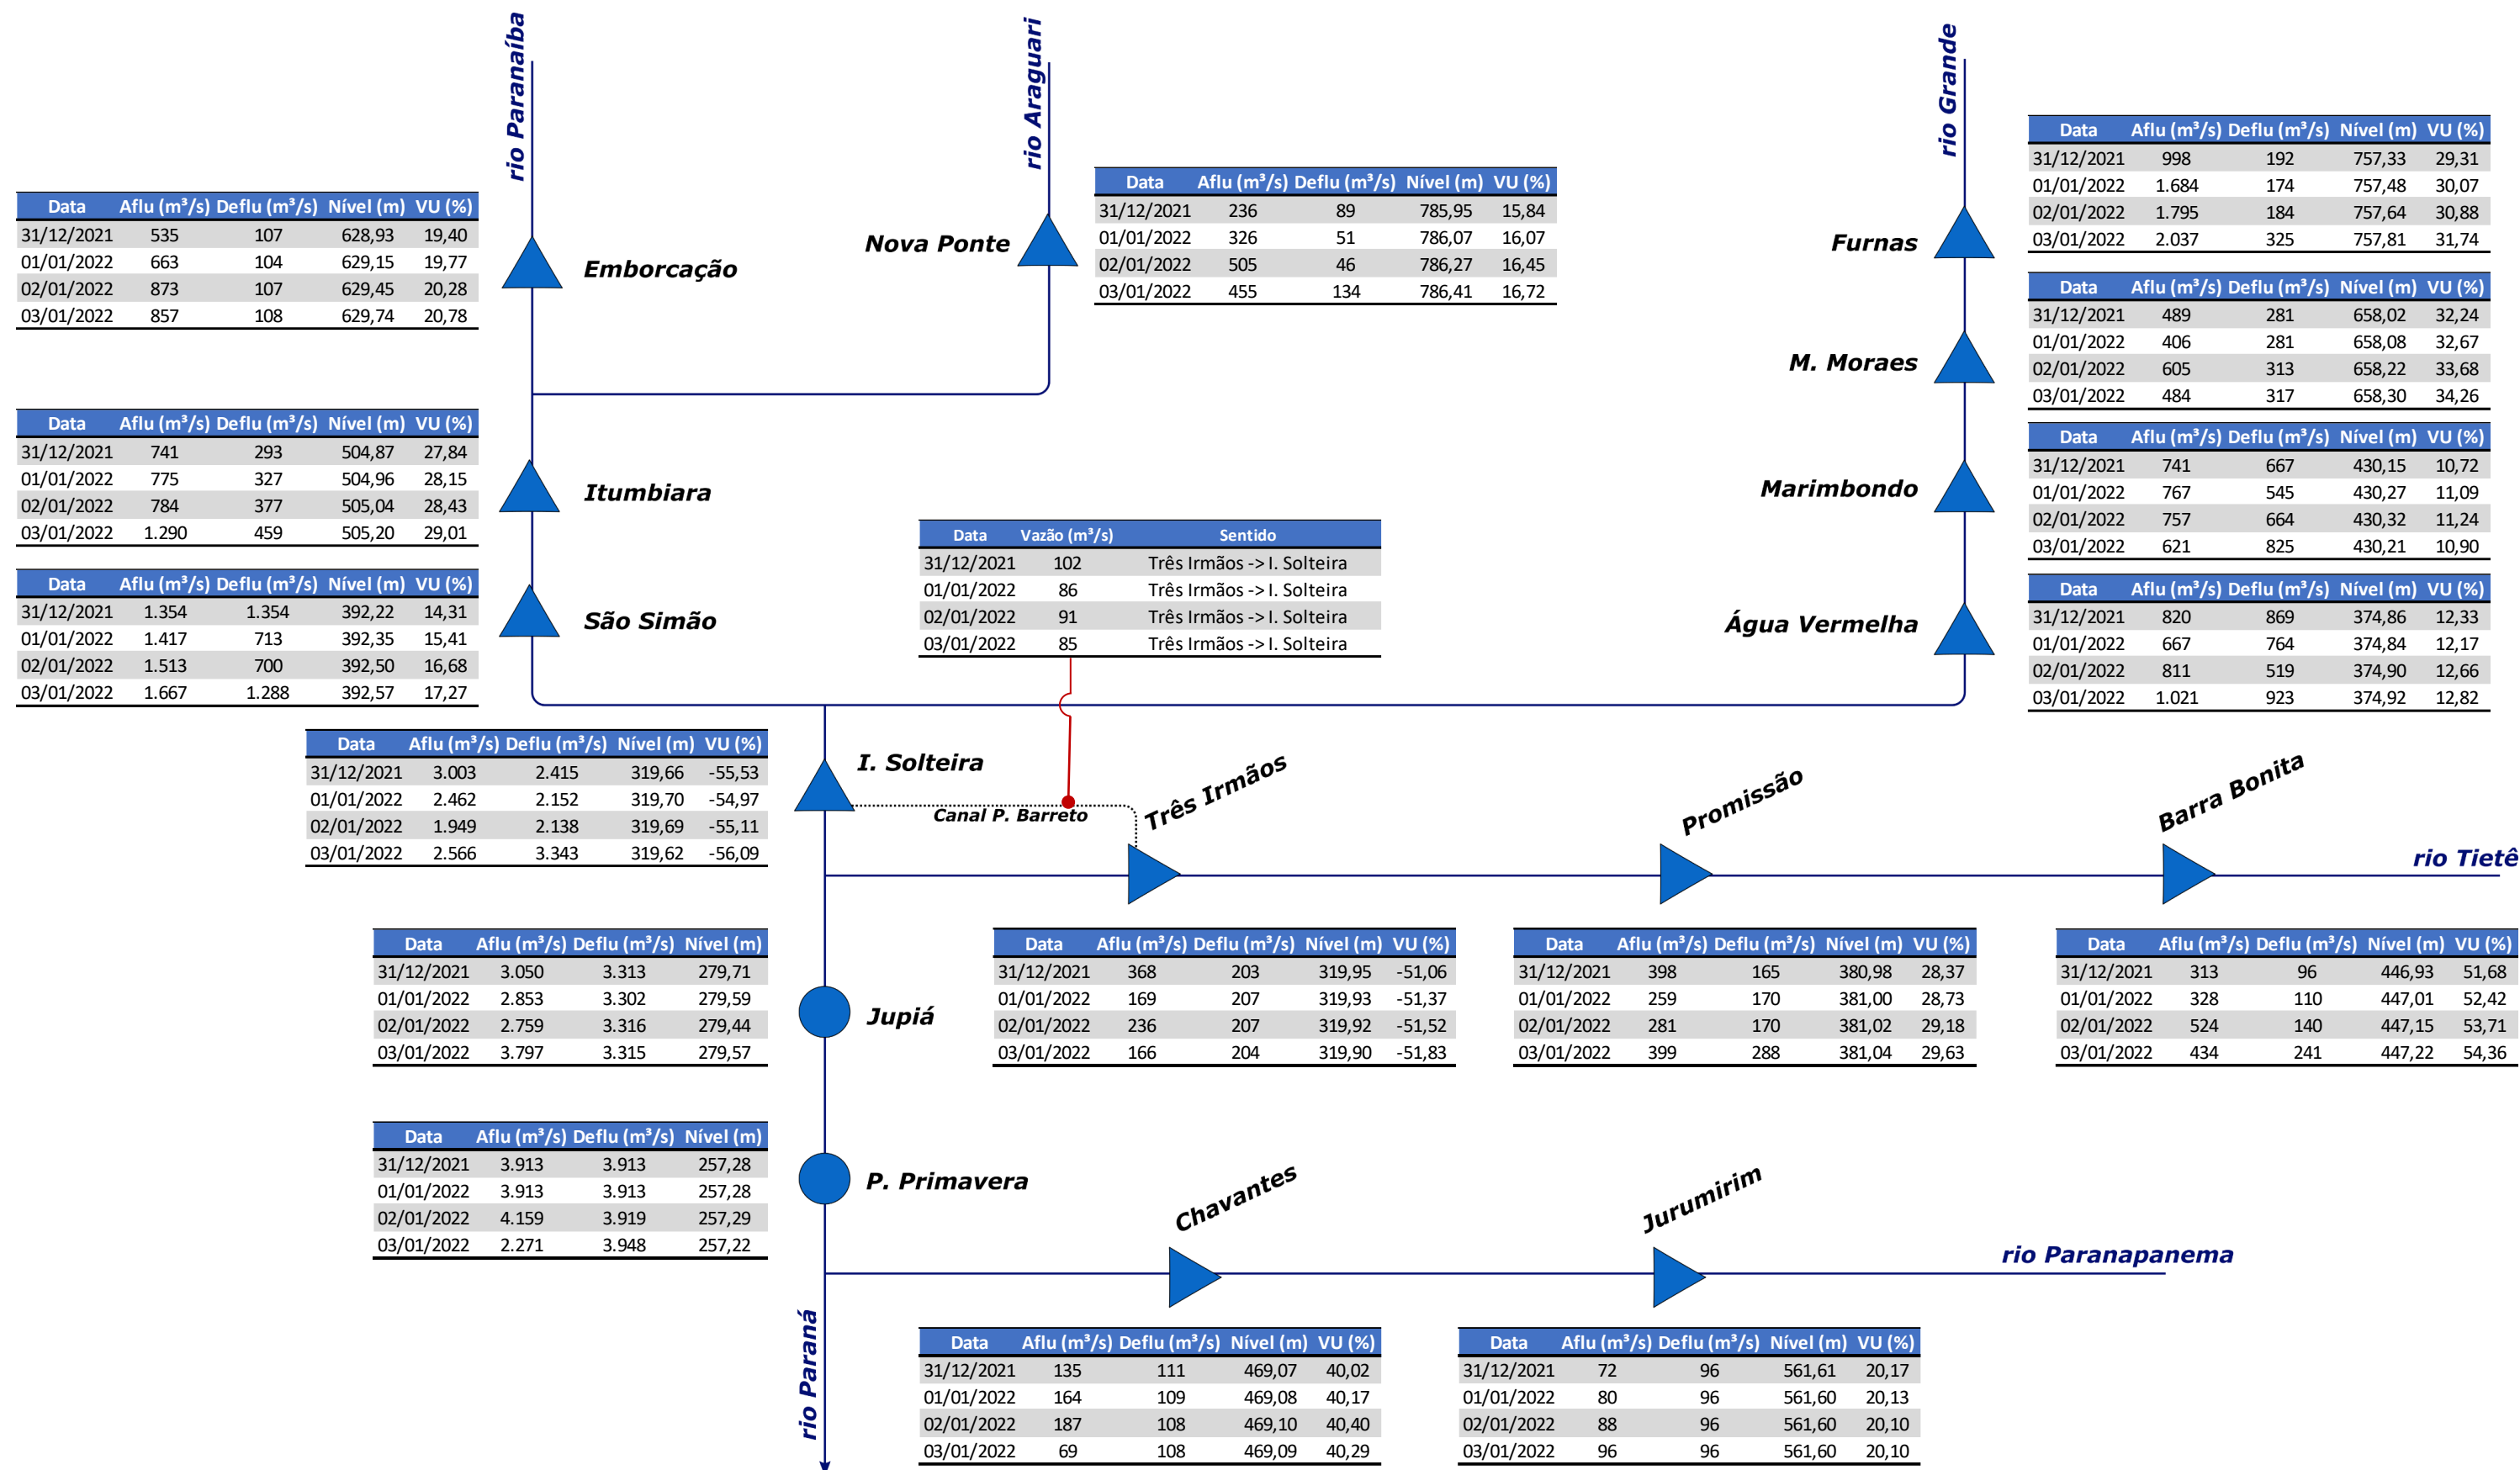 rio Paranaíba
rio Araguari
rio Grande
Data Aflu (m³/s) Deflu (m³/s) Nível (m) VU (%)
31/12/2021 535 107 628,93 19,40
01/01/2022 663 104 629,15 19,77
02/01/2022 873 107 629,45 20,28
03/01/2022 857 108 629,74 20,78
Emborcação
Nova Ponte
Data Aflu (m³/s) Deflu (m³/s) Nível (m) VU (%)
31/12/2021 236 89 785,95 15,84
01/01/2022 326 51 786,07 16,07
02/01/2022 505 46 786,27 16,45
03/01/2022 455 134 786,41 16,72
Furnas
Data Aflu (m³/s) Deflu (m³/s) Nível (m) VU (%)
31/12/2021 998 192 757,33 29,31
01/01/2022 1.684 174 757,48 30,07
02/01/2022 1.795 184 757,64 30,88
03/01/2022 2.037 325 757,81 31,74
M. Moraes
Data Aflu (m³/s) Deflu (m³/s) Nível (m) VU (%)
31/12/2021 489 281 658,02 32,24
01/01/2022 406 281 658,08 32,67
02/01/2022 605 313 658,22 33,68
03/01/2022 484 317 658,30 34,26
Data Aflu (m³/s) Deflu (m³/s) Nível (m) VU (%)
31/12/2021 741 293 504,87 27,84
01/01/2022 775 327 504,96 28,15
02/01/2022 784 377 505,04 28,43
03/01/2022 1.290 459 505,20 29,01
Itumbiara
Marimbondo
Data Aflu (m³/s) Deflu (m³/s) Nível (m) VU (%)
31/12/2021 741 667 430,15 10,72
01/01/2022 767 545 430,27 11,09
02/01/2022 757 664 430,32 11,24
03/01/2022 621 825 430,21 10,90
Data Aflu (m³/s) Deflu (m³/s) Nível (m) VU (%)
31/12/2021 1.354 1.354 392,22 14,31
01/01/2022 1.417 713 392,35 15,41
02/01/2022 1.513 700 392,50 16,68
03/01/2022 1.667 1.288 392,57 17,27
São Simão
Data Vazão (m³/s) Sentido
31/12/2021 102 Três Irmãos -> I. Solteira
01/01/2022 86 Três Irmãos -> I. Solteira
02/01/2022 91 Três Irmãos -> I. Solteira
03/01/2022 85 Três Irmãos -> I. Solteira
Água Vermelha
Data Aflu (m³/s) Deflu (m³/s) Nível (m) VU (%)
31/12/2021 820 869 374,86 12,33
01/01/2022 667 764 374,84 12,17
02/01/2022 811 519 374,90 12,66
03/01/2022 1.021 923 374,92 12,82
Data Aflu (m³/s) Deflu (m³/s) Nível (m) VU (%)
31/12/2021 3.003 2.415 319,66 -55,53
01/01/2022 2.462 2.152 319,70 -54,97
02/01/2022 1.949 2.138 319,69 -55,11
03/01/2022 2.566 3.343 319,62 -56,09
I. Solteira
Canal P. Barreto
Três Irmãos
Promissão
Barra Bonita
rio Tietê
Data Aflu (m³/s) Deflu (m³/s) Nível (m)
31/12/2021 3.050 3.313 279,71
01/01/2022 2.853 3.302 279,59
02/01/2022 2.759 3.316 279,44
03/01/2022 3.797 3.315 279,57
Jupiá
Data Aflu (m³/s) Deflu (m³/s) Nível (m) VU (%)
31/12/2021 368 203 319,95 -51,06
01/01/2022 169 207 319,93 -51,37
02/01/2022 236 207 319,92 -51,52
03/01/2022 166 204 319,90 -51,83
Data Aflu (m³/s) Deflu (m³/s) Nível (m) VU (%)
31/12/2021 398 165 380,98 28,37
01/01/2022 259 170 381,00 28,73
02/01/2022 281 170 381,02 29,18
03/01/2022 399 288 381,04 29,63
Data Aflu (m³/s) Deflu (m³/s) Nível (m) VU (%)
31/12/2021 313 96 446,93 51,68
01/01/2022 328 110 447,01 52,42
02/01/2022 524 140 447,15 53,71
03/01/2022 434 241 447,22 54,36
Data Aflu (m³/s) Deflu (m³/s) Nível (m)
31/12/2021 3.913 3.913 257,28
01/01/2022 3.913 3.913 257,28
02/01/2022 4.159 3.919 257,29
03/01/2022 2.271 3.948 257,22
P. Primavera
Chavantes
Jurumirim
rio Paranapanema
rio Paraná
Data Aflu (m³/s) Deflu (m³/s) Nível (m) VU (%)
31/12/2021 135 111 469,07 40,02
01/01/2022 164 109 469,08 40,17
02/01/2022 187 108 469,10 40,40
03/01/2022 69 108 469,09 40,29
Data Aflu (m³/s) Deflu (m³/s) Nível (m) VU (%)
31/12/2021 72 96 561,61 20,17
01/01/2022 80 96 561,60 20,13
02/01/2022 88 96 561,60 20,10
03/01/2022 96 96 561,60 20,10